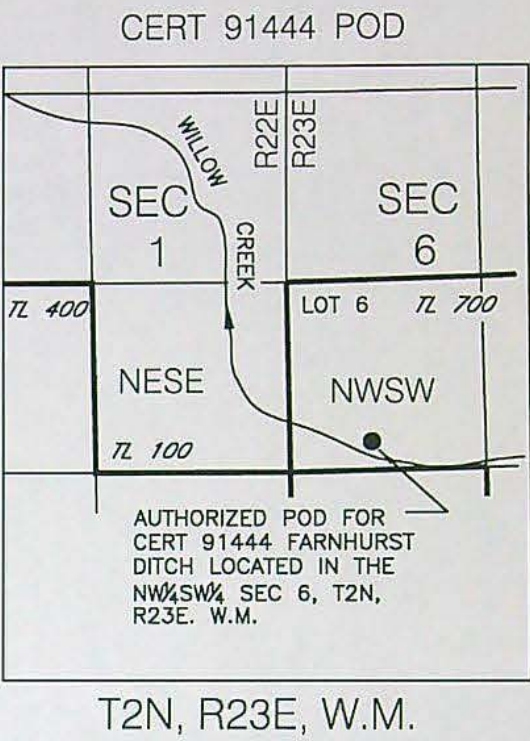 CERT 91444 POD
WILLOW
CREEK
R22E
R23E
SEC
1
SEC
6
TL 400
LOT 6
TL 700
NESE
NWSW
TL 100
AUTHORIZED POD FOR
CERT 91444 FARNHURST
DITCH LOCATED IN THE
NW¼SW¼ SEC 6, T2N,
R23E. W.M.
T2N, R23E, W.M.